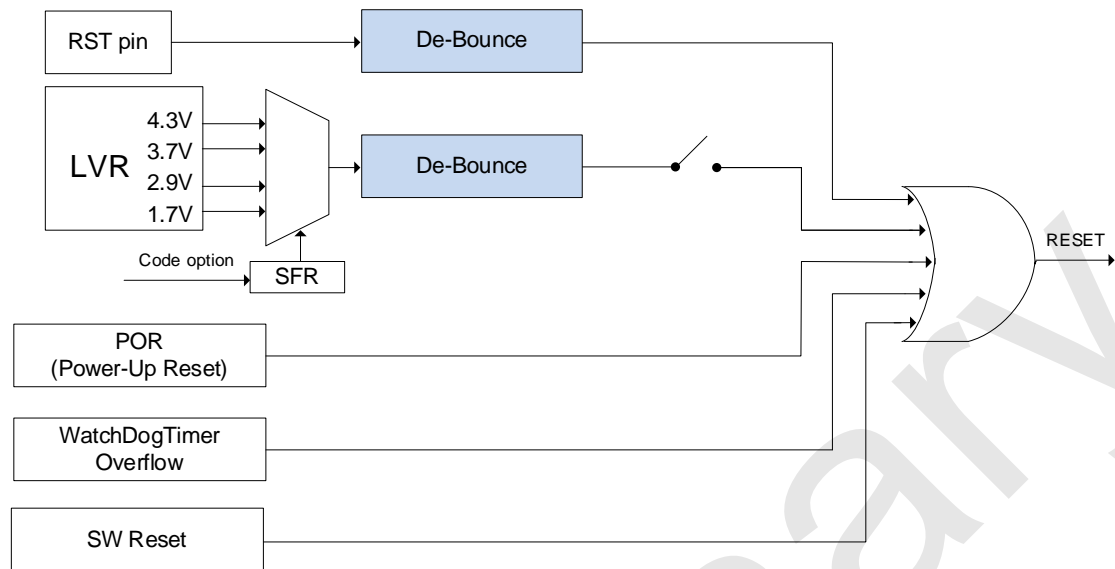 RST pin
De-Bounce
LVR
4.3V
3.7V
2.9V
1.7V
De-Bounce
Code option
SFR
RESET
POR
(Power-Up Reset)
WatchDogTimer
Overflow
SW Reset